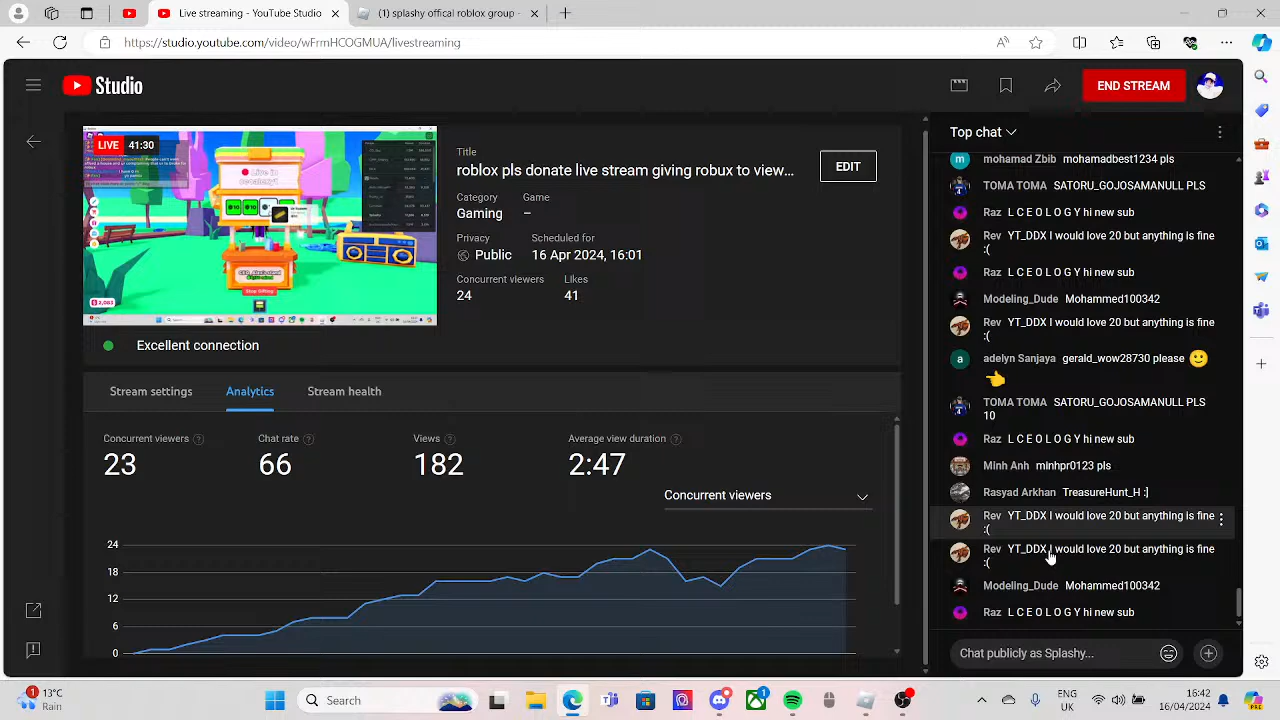 Live streaming - YouTube Studio
() splashy offical roblox group -
https://studio.youtube.com/video/wFrmHCOGMUA/livestreaming
Studio
END STREAM
LIVE 41:30
Live in
Title
roblox pls donate live stream giving robux to view...
EDIT
Category
Gaming
Game
–
Privacy
Public
Scheduled for
16 Apr 2024, 16:01
Concurrent viewers
24
Likes
41
Excellent connection
Stream settings
Analytics
Stream health
Concurrent viewers
23
Chat rate
66
Views
182
Average view duration
2:47
Concurrent viewers
24
18
12
6
0
Top chat
TOMA TOMA SATORU_GOJOSAMANULL PLS
Raz L C E O L O G Y hi new sub
Rev YT_DDX I would love 20 but anything is fine
:(
Raz L C E O L O G Y hi new sub
Modeling_Dude Mohammed100342
Rev YT_DDX I would love 20 but anything is fine
:(
adelyn Sanjaya gerald_wow28730 please 🙂
👈
TOMA TOMA SATORU_GOJOSAMANULL PLS
10
Raz L C E O L O G Y hi new sub
Minh Anh minhpr0123 pls
Rasyad Arkhan TreasureHunt_H :]
Rev YT_DDX I would love 20 but anything is fine
:(
Rev YT_DDX I would love 20 but anything is fine
:(
Modeling_Dude Mohammed100342
Raz L C E O L O G Y hi new sub
Chat publicly as Splashy...
13°C
Search
ENG
UK
16:42
16/04/2024